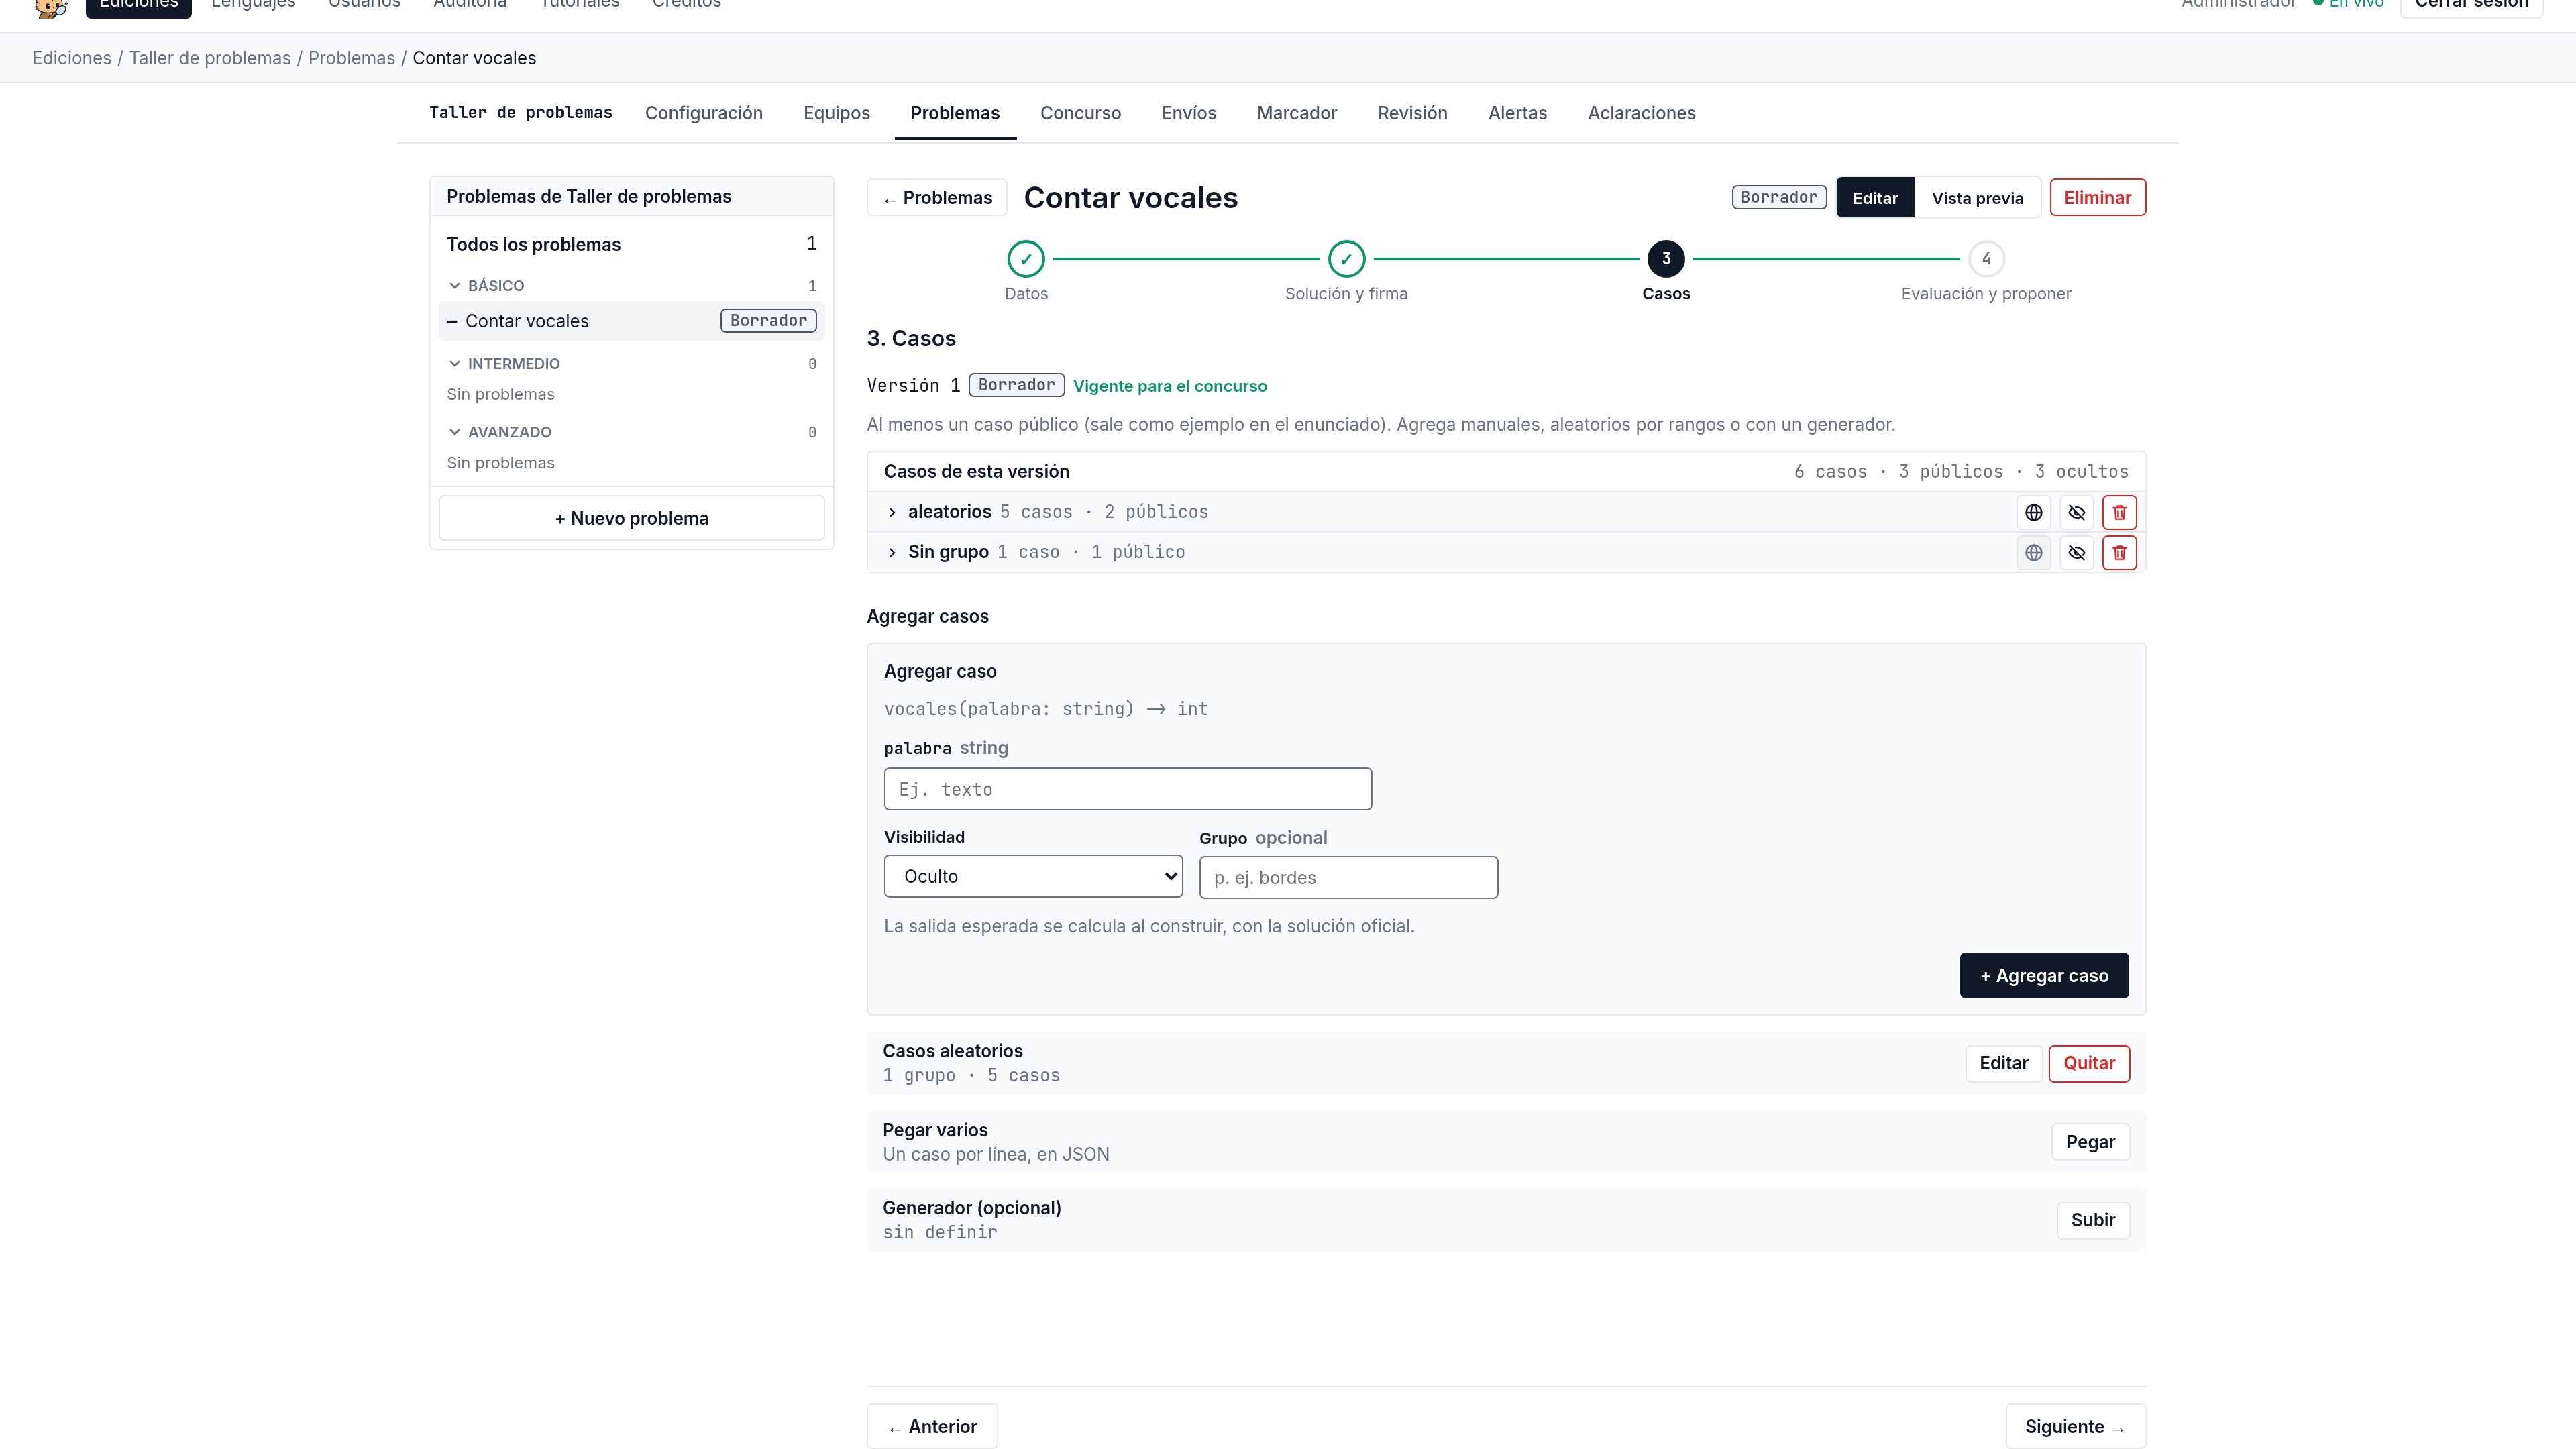 Ediciones Lenguajes Usuarios Auditoría Tutoriales Créditos Administrador En vivo Cerrar sesión
Ediciones / Taller de problemas / Problemas / Contar vocales
Taller de problemas Configuración Equipos Problemas Concurso Envíos Marcador Revisión Alertas Aclaraciones
Problemas de Taller de problemas
Todos los problemas 1
BÁSICO 1
– Contar vocales Borrador
INTERMEDIO 0
Sin problemas
AVANZADO 0
Sin problemas
+ Nuevo problema
← Problemas Contar vocales Borrador Editar Vista previa Eliminar
✓ ✓ 3 4
Datos Solución y firma Casos Evaluación y proponer
3. Casos
Versión 1 Borrador Vigente para el concurso
Al menos un caso público (sale como ejemplo en el enunciado). Agrega manuales, aleatorios por rangos o con un generador.
Casos de esta versión 6 casos · 3 públicos · 3 ocultos
aleatorios 5 casos · 2 públicos
Sin grupo 1 caso · 1 público
Agregar casos
Agregar caso
vocales(palabra: string) → int
palabra string
Ej. texto
Visibilidad Grupo opcional
Oculto p. ej. bordes
La salida esperada se calcula al construir, con la solución oficial.
+ Agregar caso
Casos aleatorios
1 grupo · 5 casos
Editar Quitar
Pegar varios
Un caso por línea, en JSON
Pegar
Generador (opcional)
sin definir
Subir
← Anterior Siguiente →